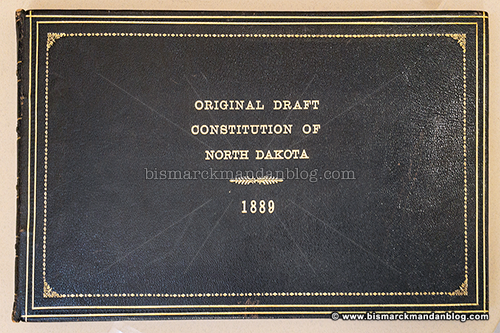 ORIGINAL DRAFT
CONSTITUTION OF
NORTH DAKOTA
bismarckmandanblog.com
1889
© www.bismarckmandanblog.com